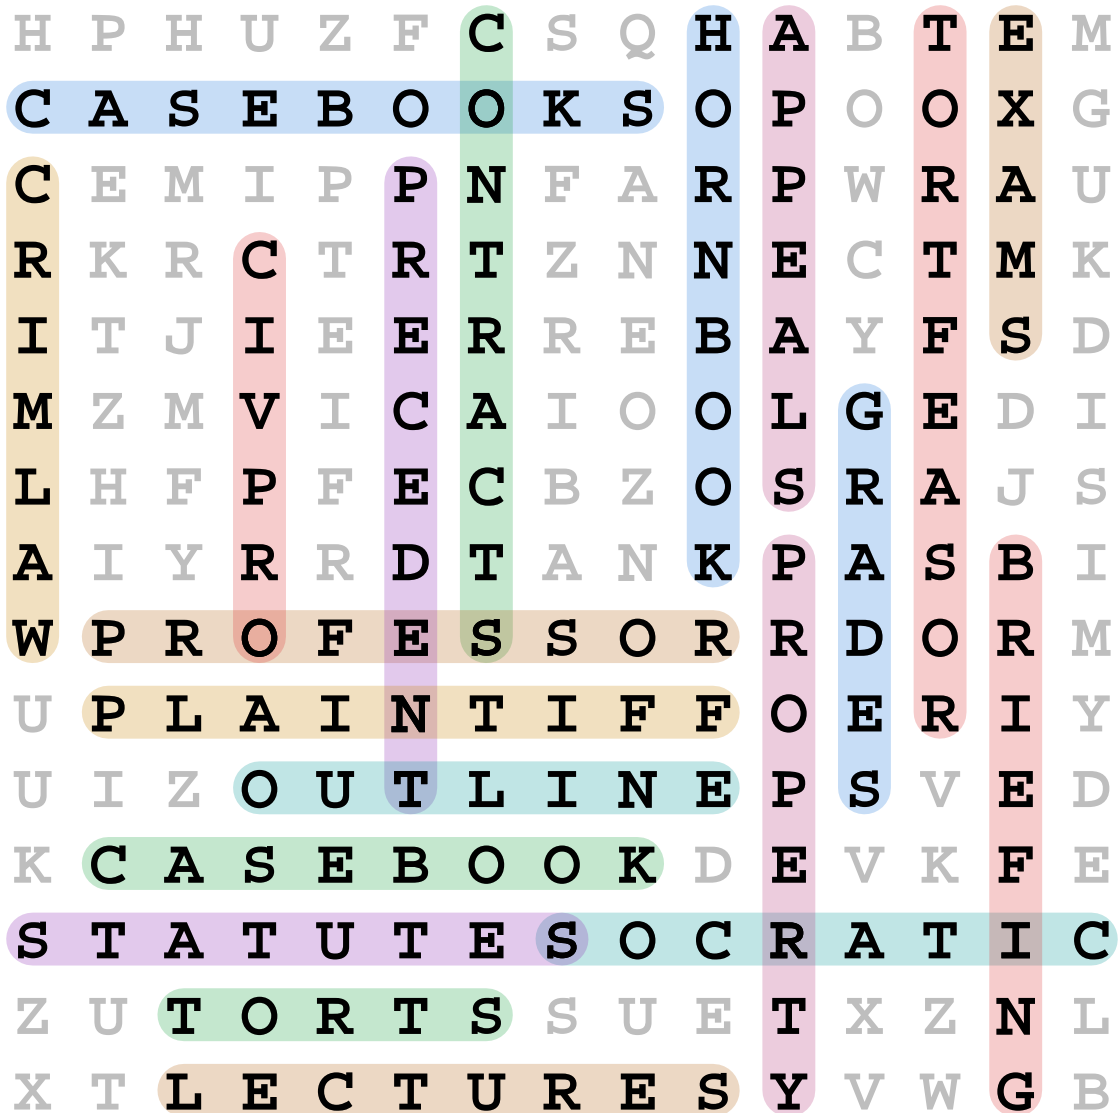 H P H U Z F C S Q H A B T E M
C A S E B O O K S O P O O X G
C E M I P P N F A R P W R A U
R K R C T R T Z N N E C T M K
I T J I E E R R E B A Y F S D
M Z M V I C A I O O L G E D I
L H F P F E C B Z O S R A J S
A I Y R R D T A N K P A S B I
W P R O F E S S O R R D O R M
U P L A I N T I F F O E R I Y
U I Z O U T L I N E P S V E D
K C A S E B O O K D E V K F E
S T A T U T E S O C R A T I C
Z U T O R T S S U E T X Z N L
X T L E C T U R E S Y V W G B